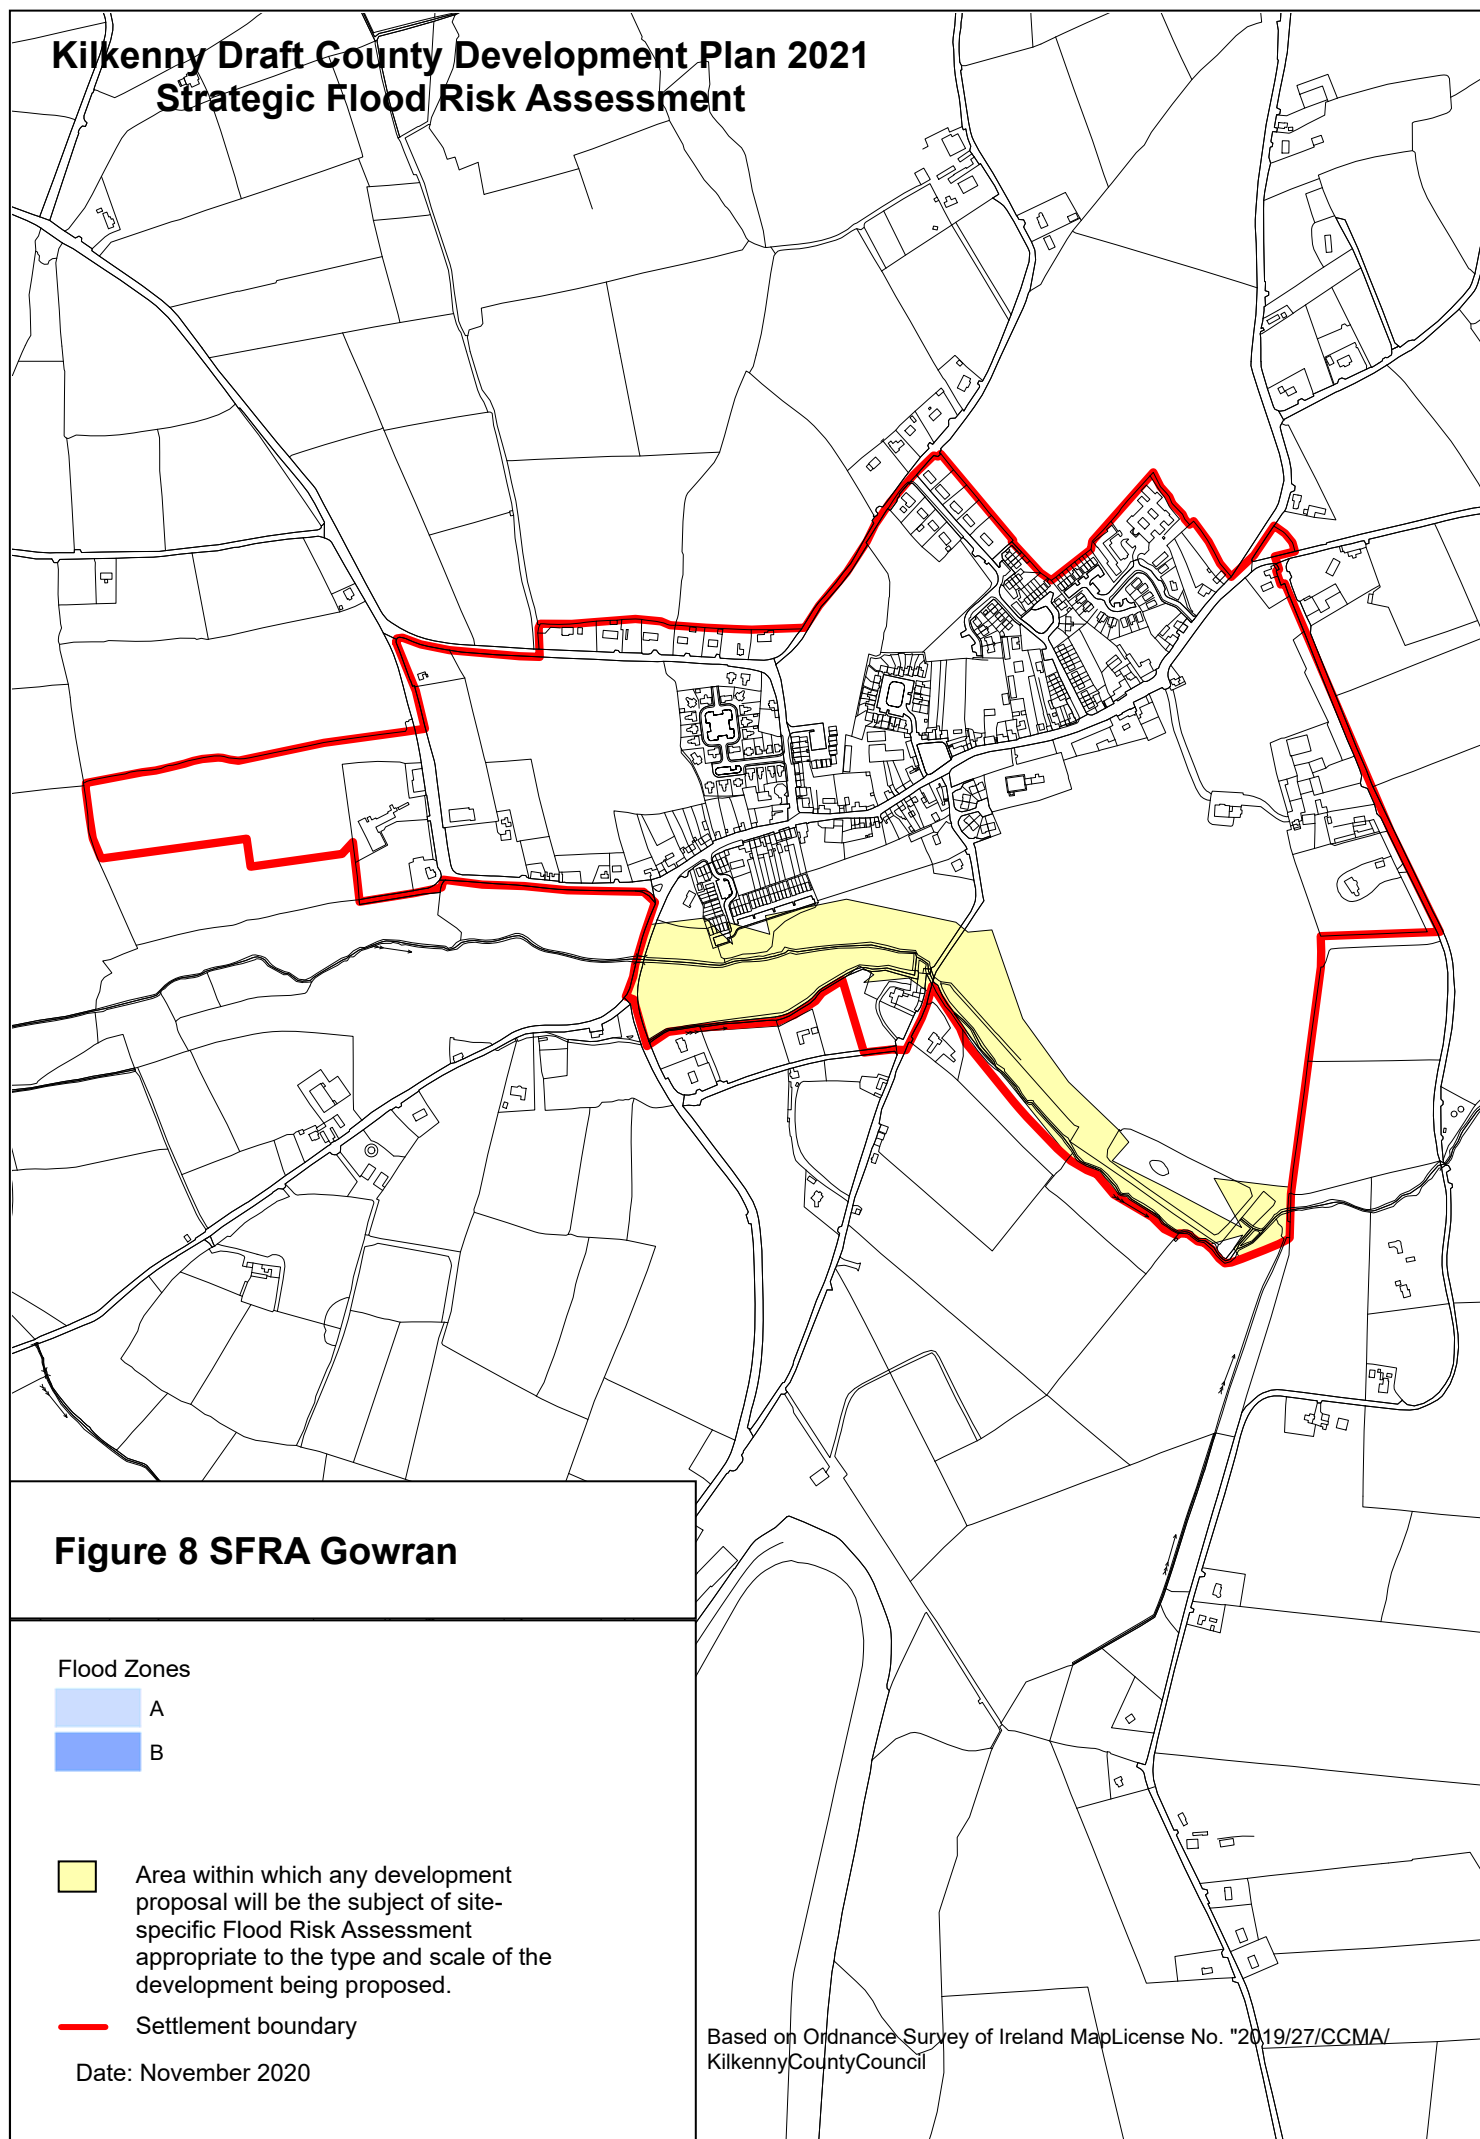 Kilkenny Draft County Development Plan 2021
Strategic Flood Risk Assessment
Figure 8 SFRA Gowran
Flood Zones
A
B
Area within which any development
proposal will be the subject of site-
specific Flood Risk Assessment
appropriate to the type and scale of the
development being proposed.
Settlement boundary
Date: November 2020
Based on Ordnance Survey of Ireland MapLicense No. "2019/27/CCMA/
KilkennyCountyCouncil